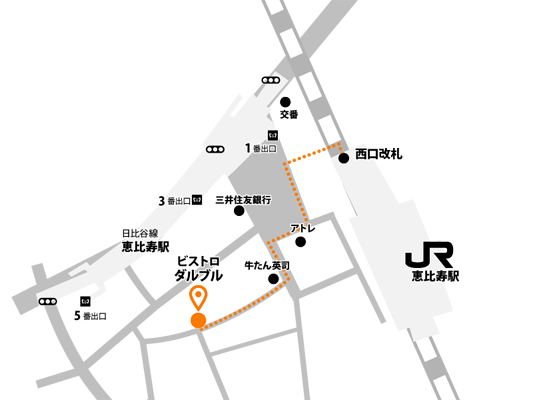 交番
1番出口
西口改札
3番出口
三井住友銀行
日比谷線
恵比寿駅
アトレ
ビストロ
ダルブル
牛たん英司
JR
恵比寿駅
5番出口